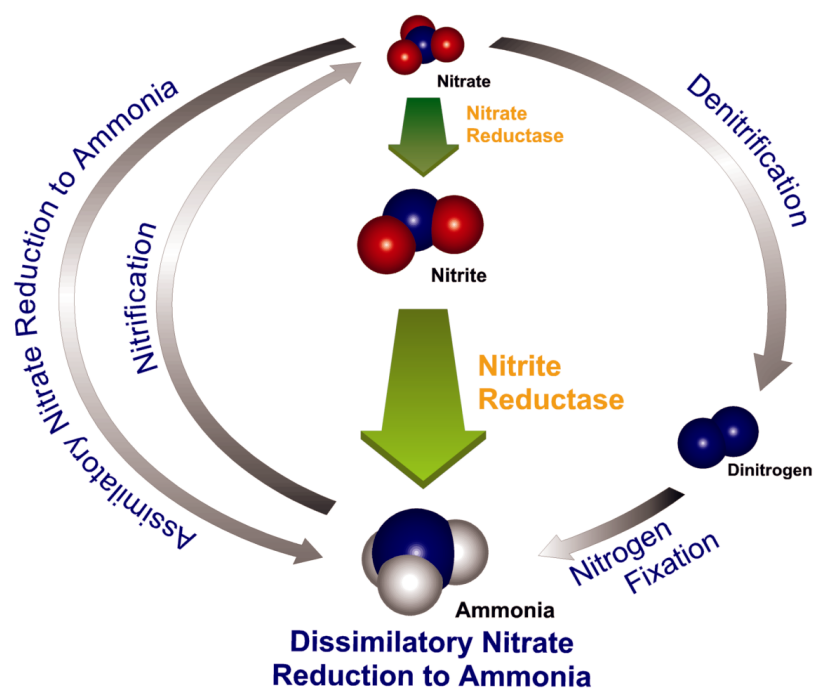 Nitrate
Nitrate
Reductase
Denitrification
Assimilatory Nitrate Reduction to Ammonia
Nitrification
Nitrite
Nitrite
Reductase
Dinitrogen
Nitrogen
Fixation
Ammonia
Dissimilatory Nitrate
Reduction to Ammonia